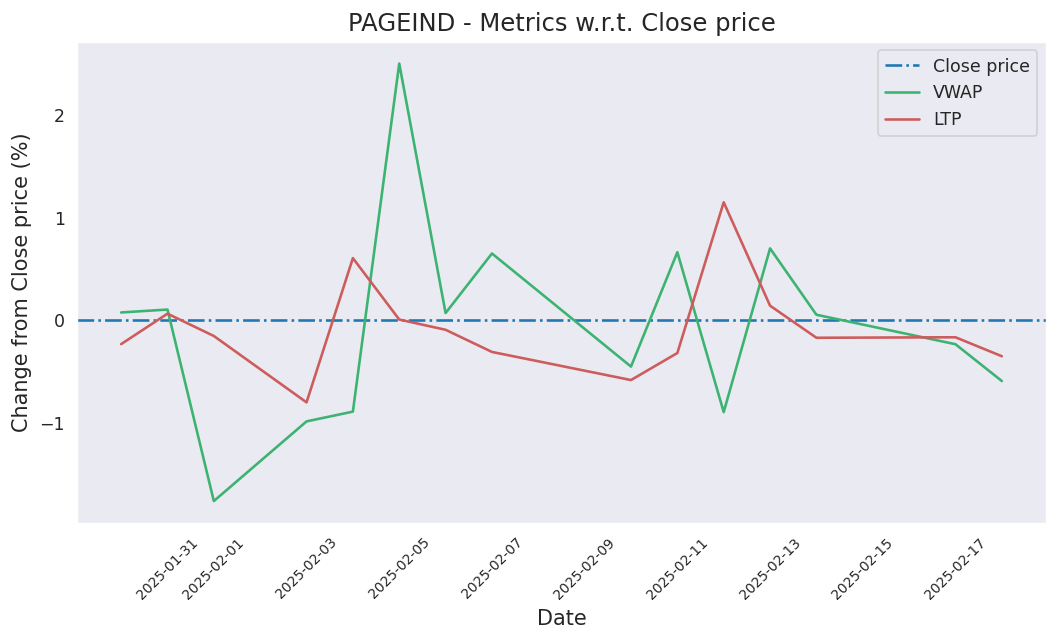 PAGEIND - Metrics w.r.t. Close price
Close price
VWAP
LTP
Change from Close price (%)
2
1
0
−1
2025-01-31
2025-02-01
2025-02-03
2025-02-05
2025-02-07
2025-02-09
2025-02-11
2025-02-13
2025-02-15
2025-02-17
Date